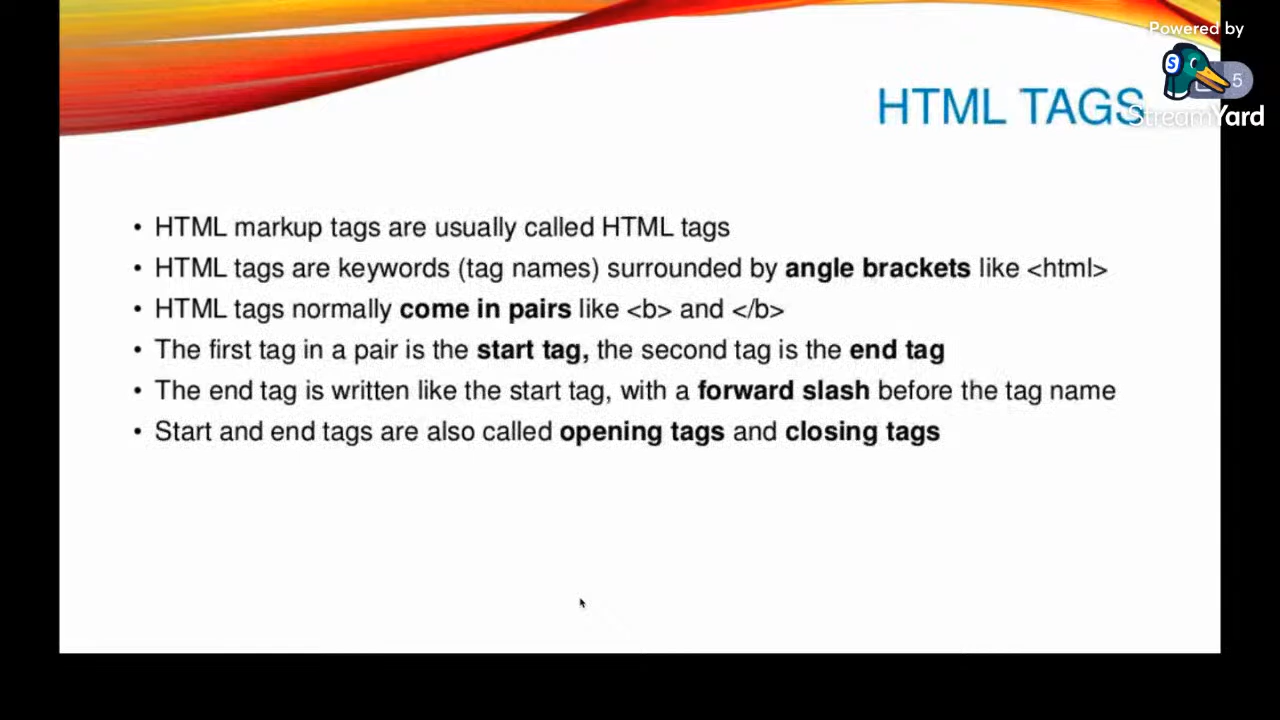 Powered by
5
HTML TAGS
StreamYard
• HTML markup tags are usually called HTML tags
• HTML tags are keywords (tag names) surrounded by angle brackets like <html>
• HTML tags normally come in pairs like <b> and </b>
• The first tag in a pair is the start tag, the second tag is the end tag
• The end tag is written like the start tag, with a forward slash before the tag name
• Start and end tags are also called opening tags and closing tags